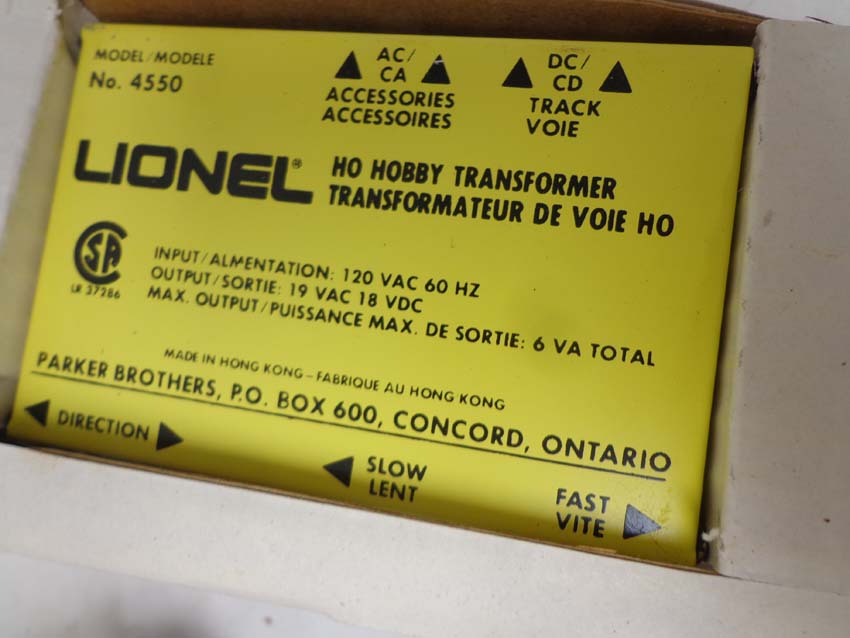 MODEL/MODELE
No. 4550
AC/
CA
ACCESSORIES
ACCESSOIRES
DC/
CD
TRACK
VOIE
LIONEL®
HO HOBBY TRANSFORMER
TRANSFORMATEUR DE VOIE HO
SA
LR 37286
INPUT/ALMENTATION: 120 VAC 60 HZ
OUTPUT/SORTIE: 19 VAC 18 VDC
MAX. OUTPUT/PUISSANCE MAX. DE SORTIE: 6 VA TOTAL
MADE IN HONG KONG – FABRIQUE AU HONG KONG
PARKER BROTHERS, P.O. BOX 600, CONCORD, ONTARIO
DIRECTION
SLOW
LENT
FAST
VITE